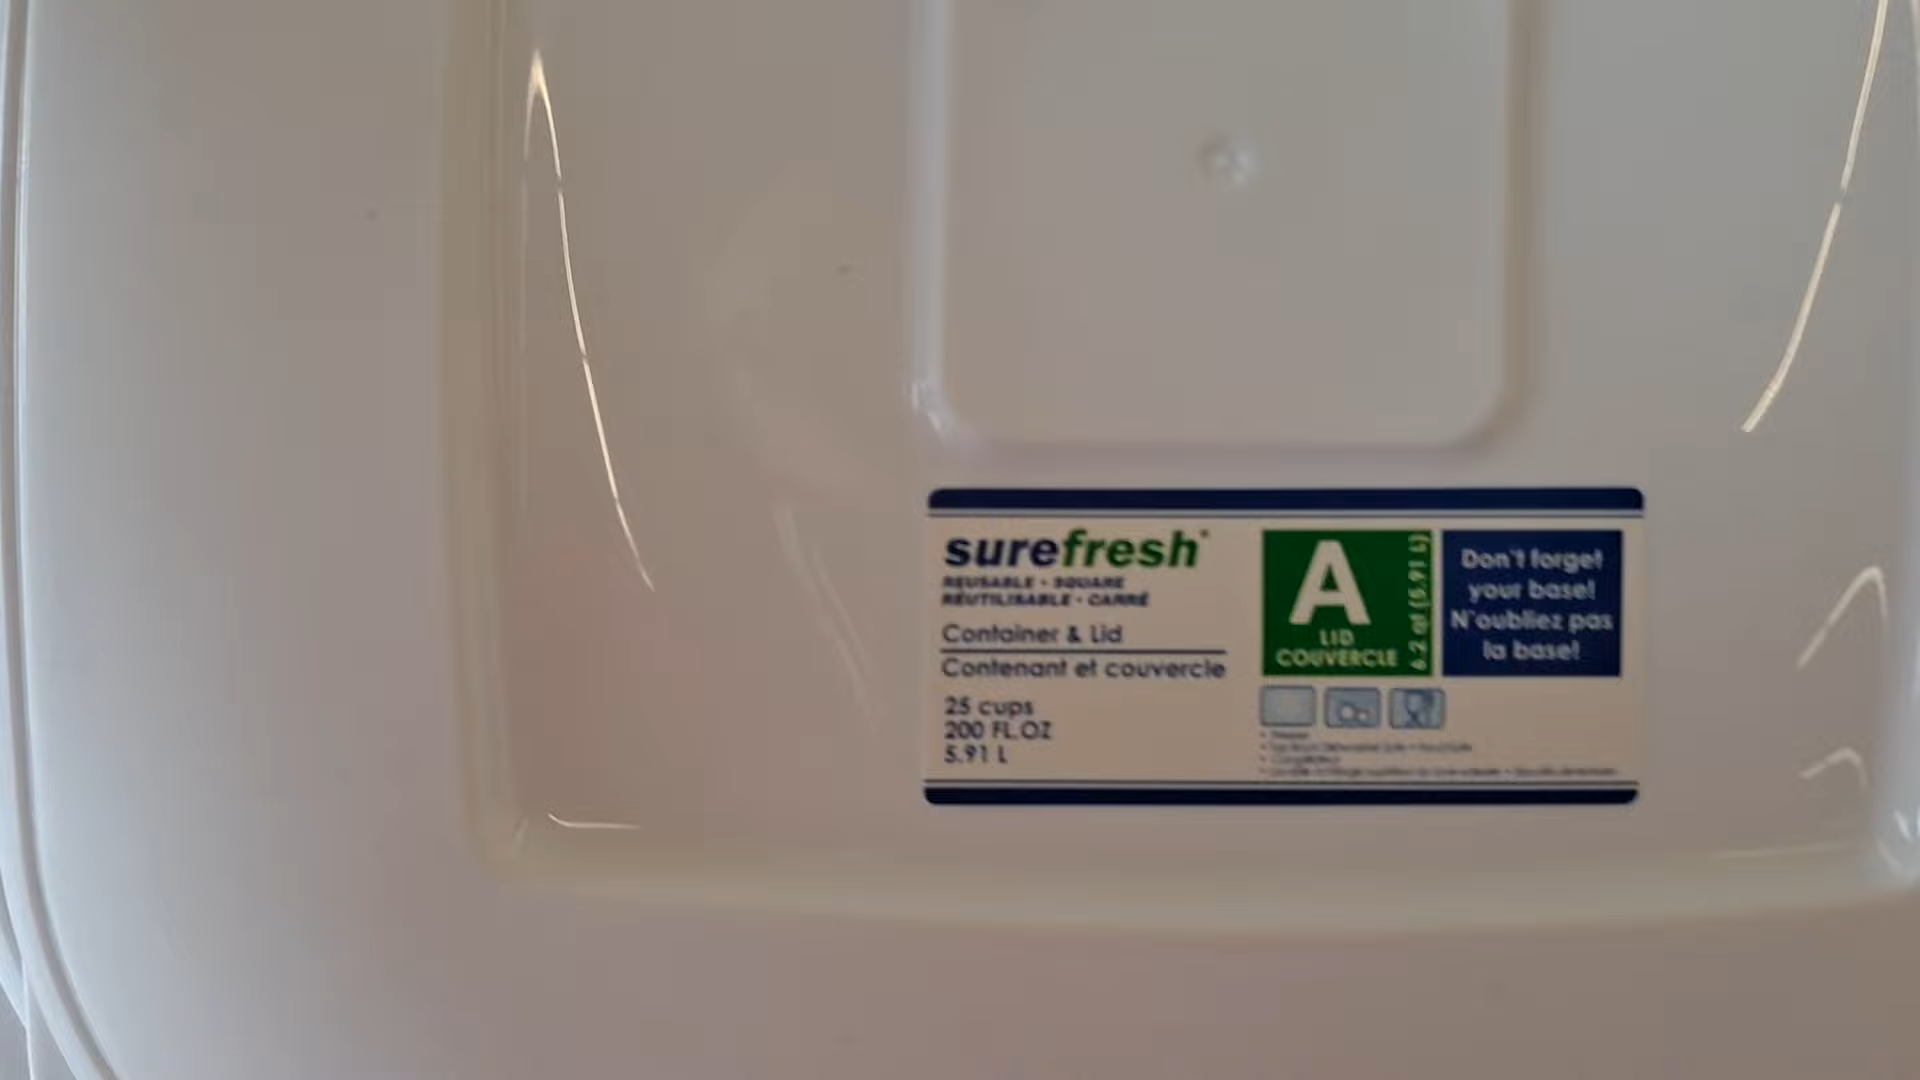 surefresh
REUSABLE • SQUARE
RÉUTILISABLE • CARRÉ
Container & Lid
Contenant et couvercle
25 cups
200 FL.OZ
5.91 L
A
LID
COUVERCLE
6.2 qt (5.91 L)
Don't forget
your base!
N'oubliez pas
la base!